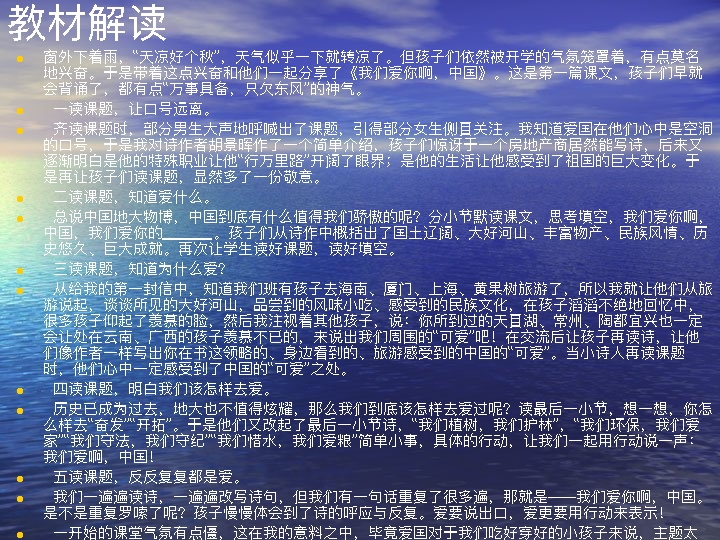 教材解读
窗外下着雨，“天凉好个秋”，天气似乎一下就转凉了。但孩子们依然被开学的气氛笼罩着，有点莫名
地兴奋。于是带着这点兴奋和他们一起分享了《我们爱你啊，中国》。这是第一篇课文，孩子们早就
会背诵了，都有点“万事具备，只欠东风”的神气。
一读课题，让口号远离。
齐读课题时，部分男生大声地呼喊出了课题，引得部分女生侧目关注。我知道爱国在他们心中是空洞
的口号，于是我对诗作者胡景晖作了一个简单介绍，孩子们惊讶于一个房地产商居然能写诗，后来又
逐渐明白是他的特殊职业让他“行万里路”开阔了眼界；是他的生活让他感受到了祖国的巨大变化。于
是再让孩子们读课题，显然多了一份敬意。
二读课题，知道爱什么。
总说中国地大物博，中国到底有什么值得我们骄傲的呢？分小节默读课文，思考填空，我们爱你啊，
中国，我们爱你的______。孩子们从诗作中概括出了国土辽阔、大好河山、丰富物产、民族风情、历
史悠久、巨大成就。再次让学生读好课题，读好填空。
三读课题，知道为什么爱？
从给我的第一封信中，知道我们班有孩子去海南、厦门、上海、黄果树旅游了，所以我就让他们从旅
游说起，谈谈所见的大好河山，品尝到的风味小吃、感受到的民族文化，在孩子滔滔不绝地回忆中，
很多孩子仰起了羡慕的脸，然后我注视着其他孩子，说：你所到过的天目湖、常州、陶都宜兴也一定
会让处在云南、广西的孩子羡慕不已的，来说出我们周围的“可爱”吧！在交流后让孩子再读诗，让他
们像作者一样写出你在书这领略的、身边看到的、旅游感受到的中国的“可爱”。当小诗人再读课题
时，他们心中一定感受到了中国的“可爱”之处。
四读课题，明白我们该怎样去爱。
历史已成为过去，地大也不值得炫耀，那么我们到底该怎样去爱过呢？读最后一小节，想一想，你怎
么样去“奋发”“开拓”。于是他们又改起了最后一小节诗，“我们植树，我们护林”，“我们环保，我们爱
家”“我们守法，我们守纪”“我们惜水，我们爱粮”简单小事，具体的行动，让我们一起用行动说一声：
我们爱啊，中国！
五读课题，反反复复都是爱。
我们一遍遍读诗，一遍遍改写诗句，但我们有一句话重复了很多遍，那就是——我们爱你啊，中国。
是不是重复罗嗦了呢？孩子慢慢体会到了诗的呼应与反复。爱要说出口，爱更要用行动来表示！
一开始的课堂气氛有点僵，这在我的意料之中，毕竟爱国对于我们吃好穿好的小孩子来说，主题太